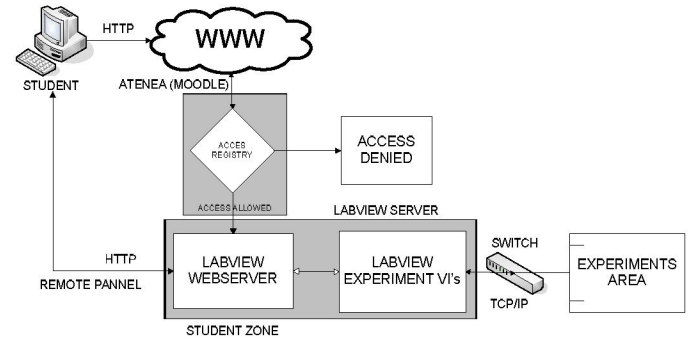 HTTP
WWW
STUDENT
ATENEA (MOODLE)
ACCES
REGISTRY
ACCESS
DENIED
ACCESS ALLOWED
LABVIEW SERVER
HTTP
REMOTE PANNEL
LABVIEW
WEBSERVER
LABVIEW
EXPERIMENT VI's
SWITCH
TCP/IP
EXPERIMENTS
AREA
STUDENT ZONE